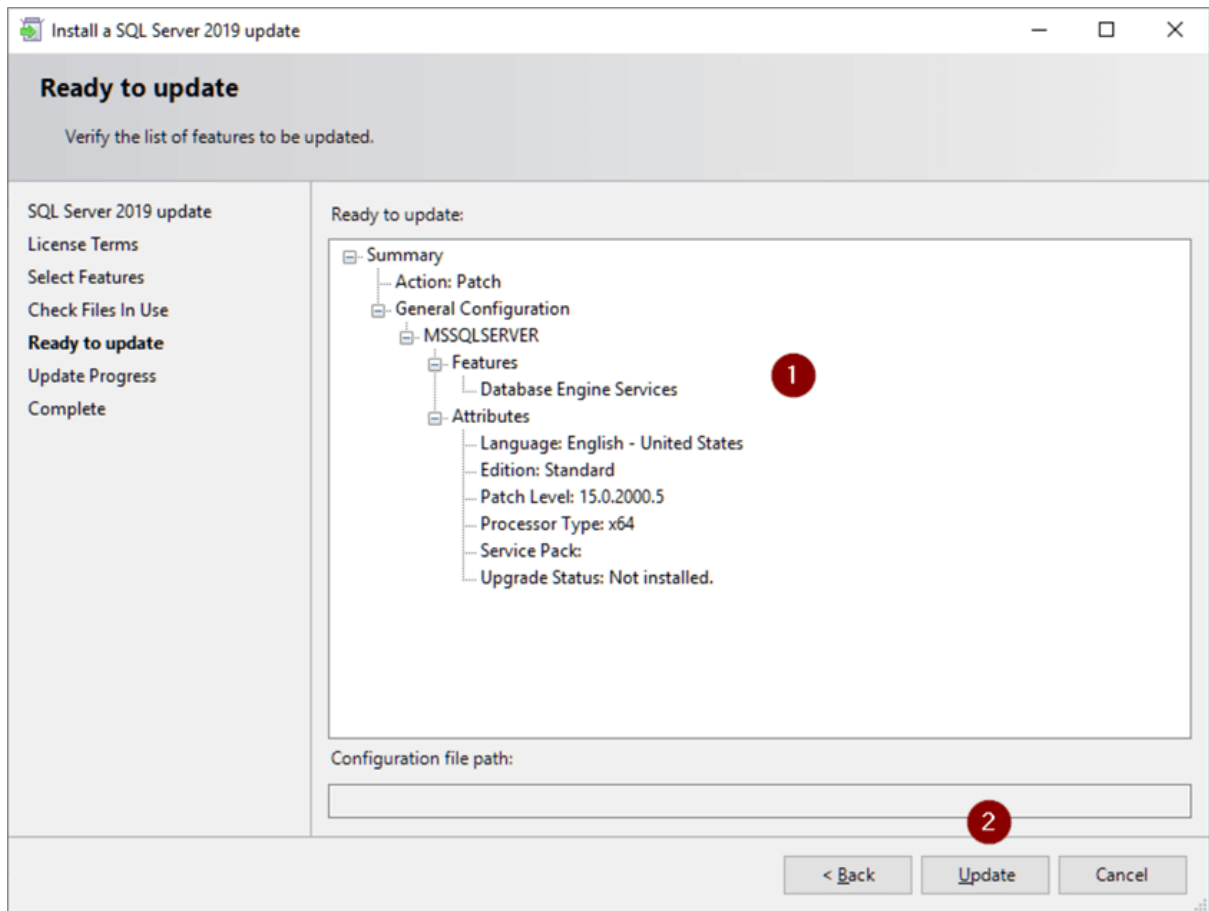 Install a SQL Server 2019 update
Ready to update
Verify the list of features to be updated.
SQL Server 2019 update
License Terms
Select Features
Check Files In Use
Ready to update
Update Progress
Complete
Ready to update:
Summary
Action: Patch
General Configuration
MSSQLSERVER
Features
Database Engine Services
1
Attributes
Language: English - United States
Edition: Standard
Patch Level: 15.0.2000.5
Processor Type: x64
Service Pack:
Upgrade Status: Not installed.
Configuration file path:
2
< Back
Update
Cancel